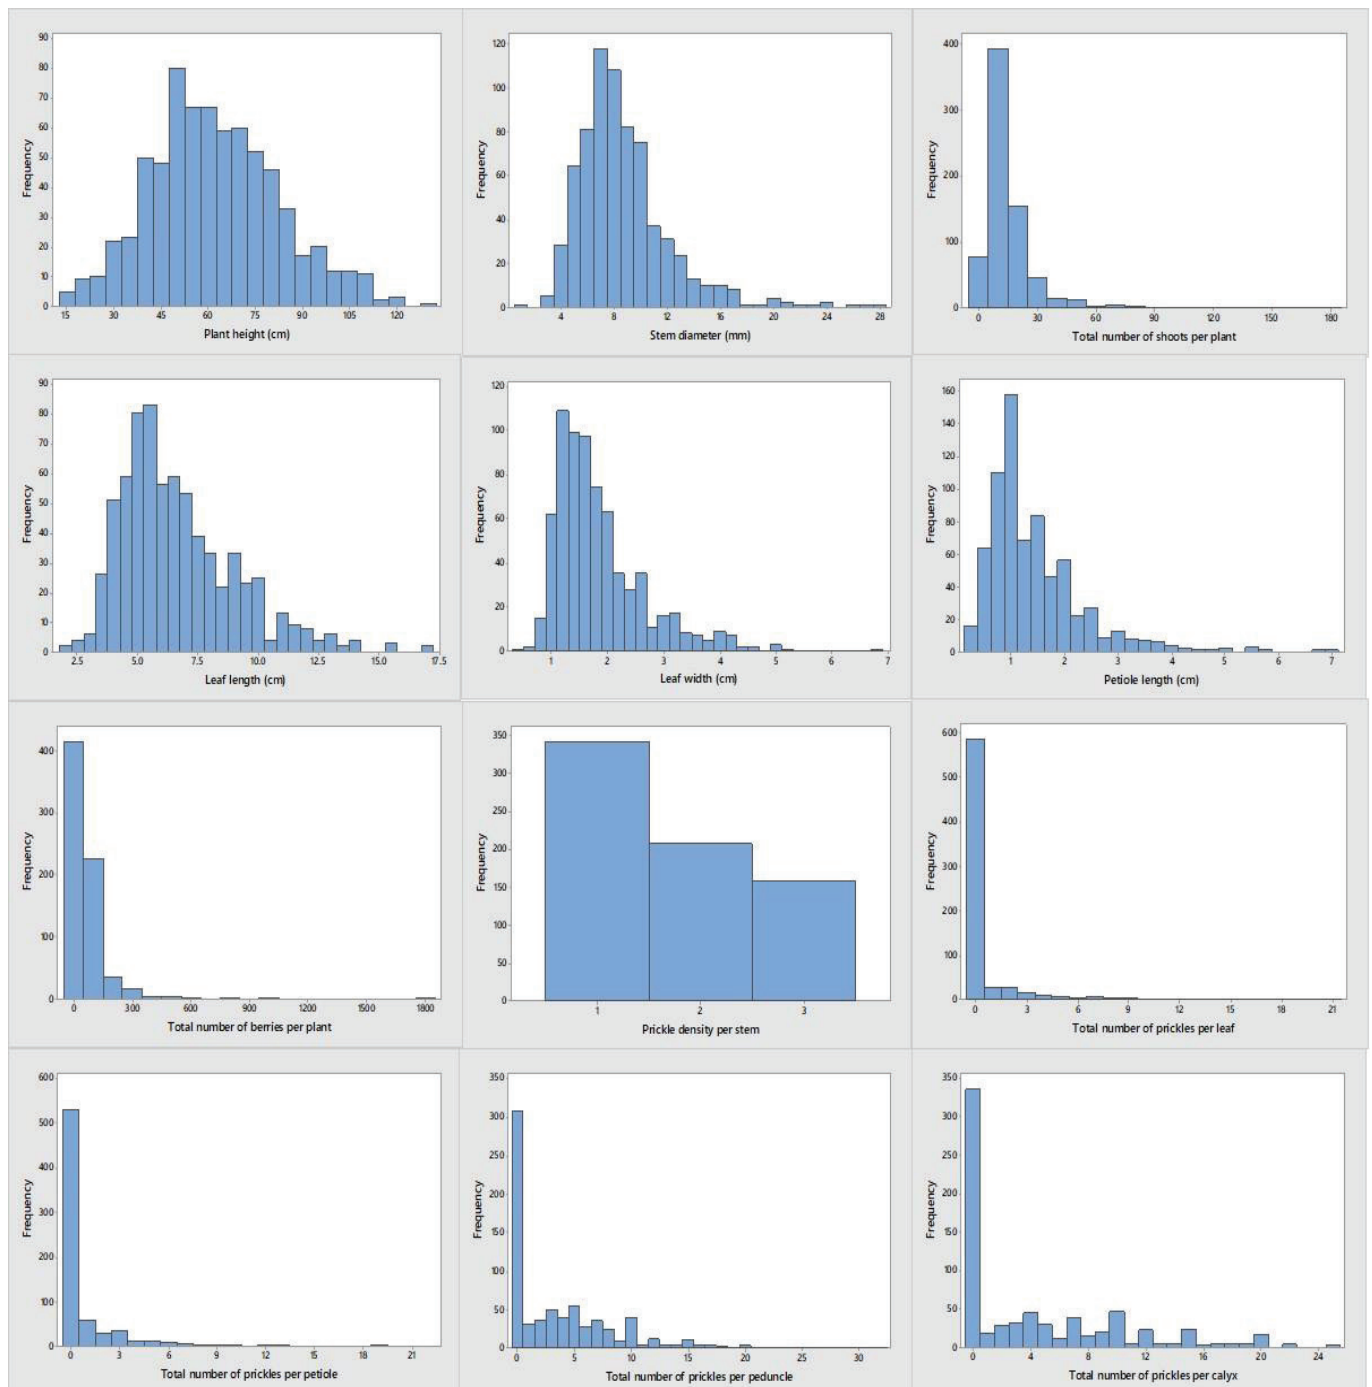 90
80
70
60
50
40
30
20
10
0
Frequency
15 30 45 60 75 90 105 120
Plant height (cm)
120
100
80
60
40
20
0
Frequency
4 8 12 16 20 24 28
Stem diameter (mm)
400
300
200
100
0
Frequency
0 30 60 90 120 150 180
Total number of shoots per plant
90
80
70
60
50
40
30
20
10
0
Frequency
2.5 5.0 7.5 10.0 12.5 15.0 17.5
Leaf length (cm)
120
100
80
60
40
20
0
Frequency
1 2 3 4 5 6 7
Leaf width (cm)
160
140
120
100
80
60
40
20
0
Frequency
1 2 3 4 5 6 7
Petiole length (cm)
400
300
200
100
0
Frequency
0 300 600 900 1200 1500 1800
Total number of berries per plant
350
300
250
200
150
100
50
0
Frequency
1 2 3
Prickle density per stem
600
500
400
300
200
100
0
Frequency
0 3 6 9 12 15 18 21
Total number of prickles per leaf
600
500
400
300
200
100
0
Frequency
0 3 6 9 12 15 18 21
Total number of prickles per petiole
350
300
250
200
150
100
50
0
Frequency
0 5 10 15 20 25 30
Total number of prickles per peduncle
350
300
250
200
150
100
50
0
Frequency
0 4 8 12 16 20 24
Total number of prickles per calyx